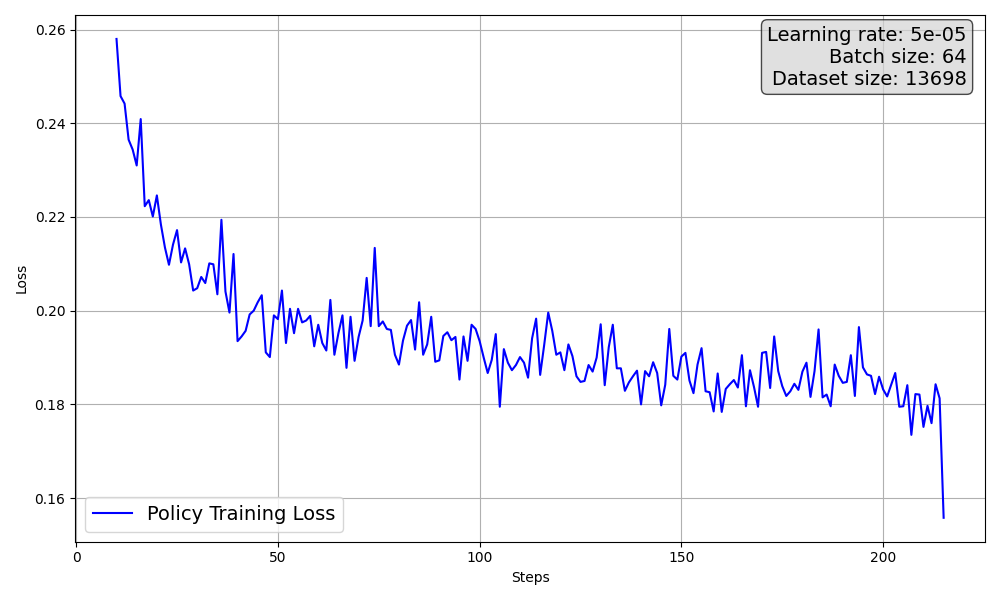 0.26
0.24
0.22
0.20
0.18
0.16
Loss
Learning rate: 5e-05
Batch size: 64
Dataset size: 13698
Policy Training Loss
0
50
100
150
200
Steps